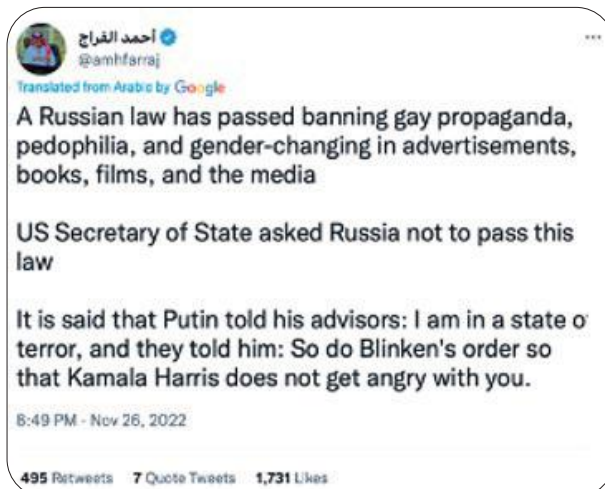 أحمد الفراج
@amhfarraj
Translated from Arabic by Google
A Russian law has passed banning gay propaganda,
pedophilia, and gender-changing in advertisements,
books, films, and the media
US Secretary of State asked Russia not to pass this
law
It is said that Putin told his advisors: I am in a state o
terror, and they told him: So do Blinken's order so
that Kamala Harris does not get angry with you.
8:49 PM - Nov 26, 2022
495 Retweets 7 Quote Tweets 1,731 Likes